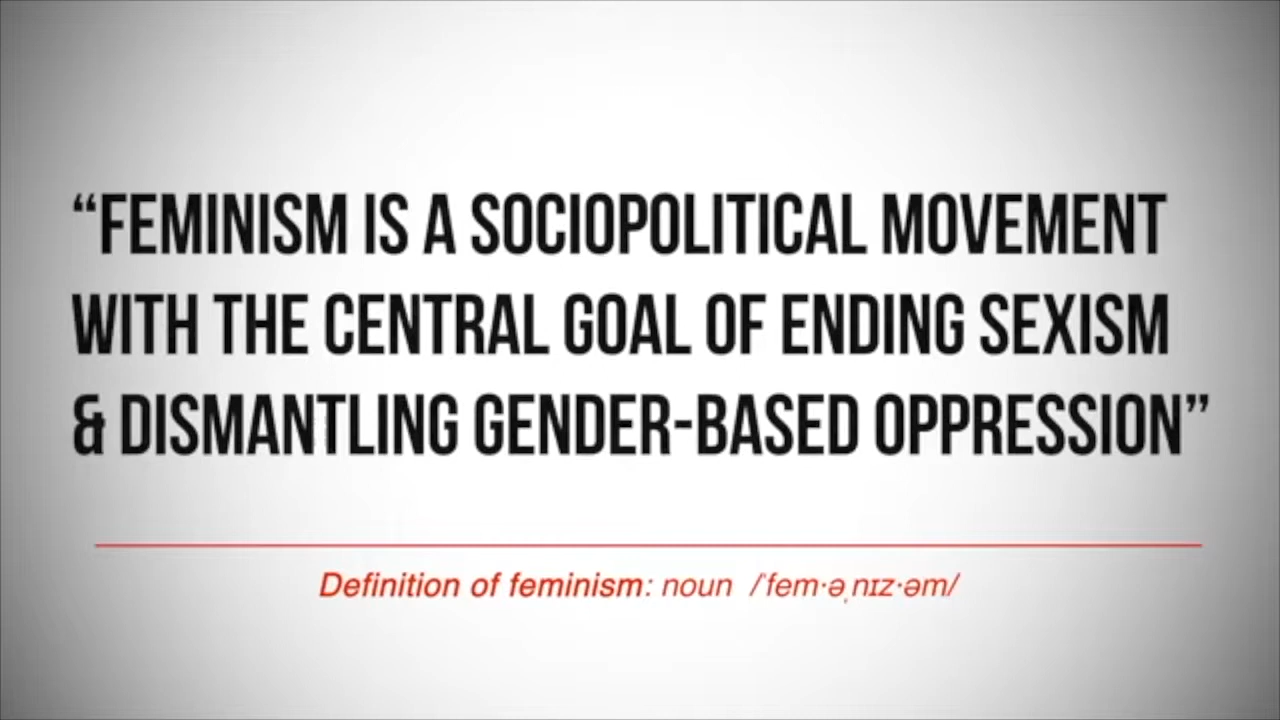 “FEMINISM IS A SOCIOPOLITICAL MOVEMENT
WITH THE CENTRAL GOAL OF ENDING SEXISM
& DISMANTLING GENDER-BASED OPPRESSION”
Definition of feminism: noun /ˈfem·əˌnɪz·əm/